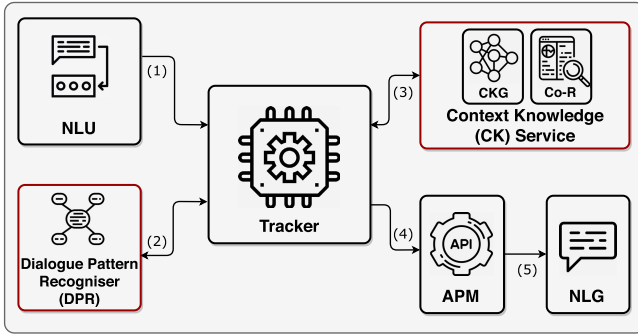 NLU
(1)
Tracker
(3)
CKG
Co-R
Context Knowledge
(CK) Service
(2)
Dialogue Pattern
Recogniser
(DPR)
(4)
API
APM
(5)
NLG